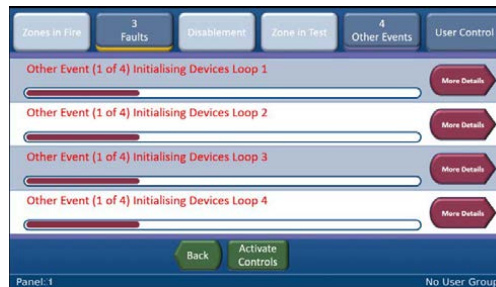 Zones in Fire
3
Faults
Disablement
Zone in Test
4
Other Events
User Control
Other Event (1 of 4) Initialising Devices Loop 1
More Details
Other Event (1 of 4) Initialising Devices Loop 2
More Details
Other Event (1 of 4) Initialising Devices Loop 3
More Details
Other Event (1 of 4) Initialising Devices Loop 4
More Details
Back
Activate
Controls
Panel:1
No User Group